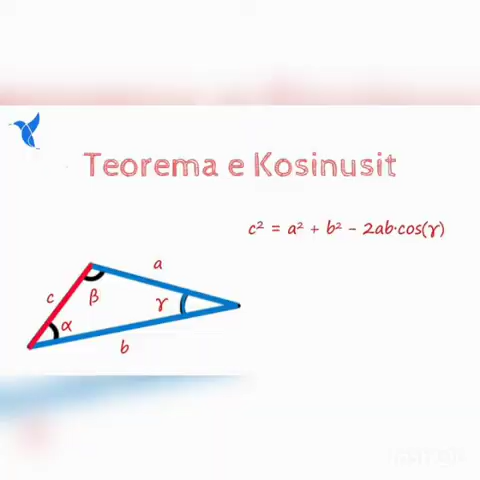 Teorema e Kosinusit
c² = a² + b² - 2ab·cos(γ)
a
c
β
γ
α
b